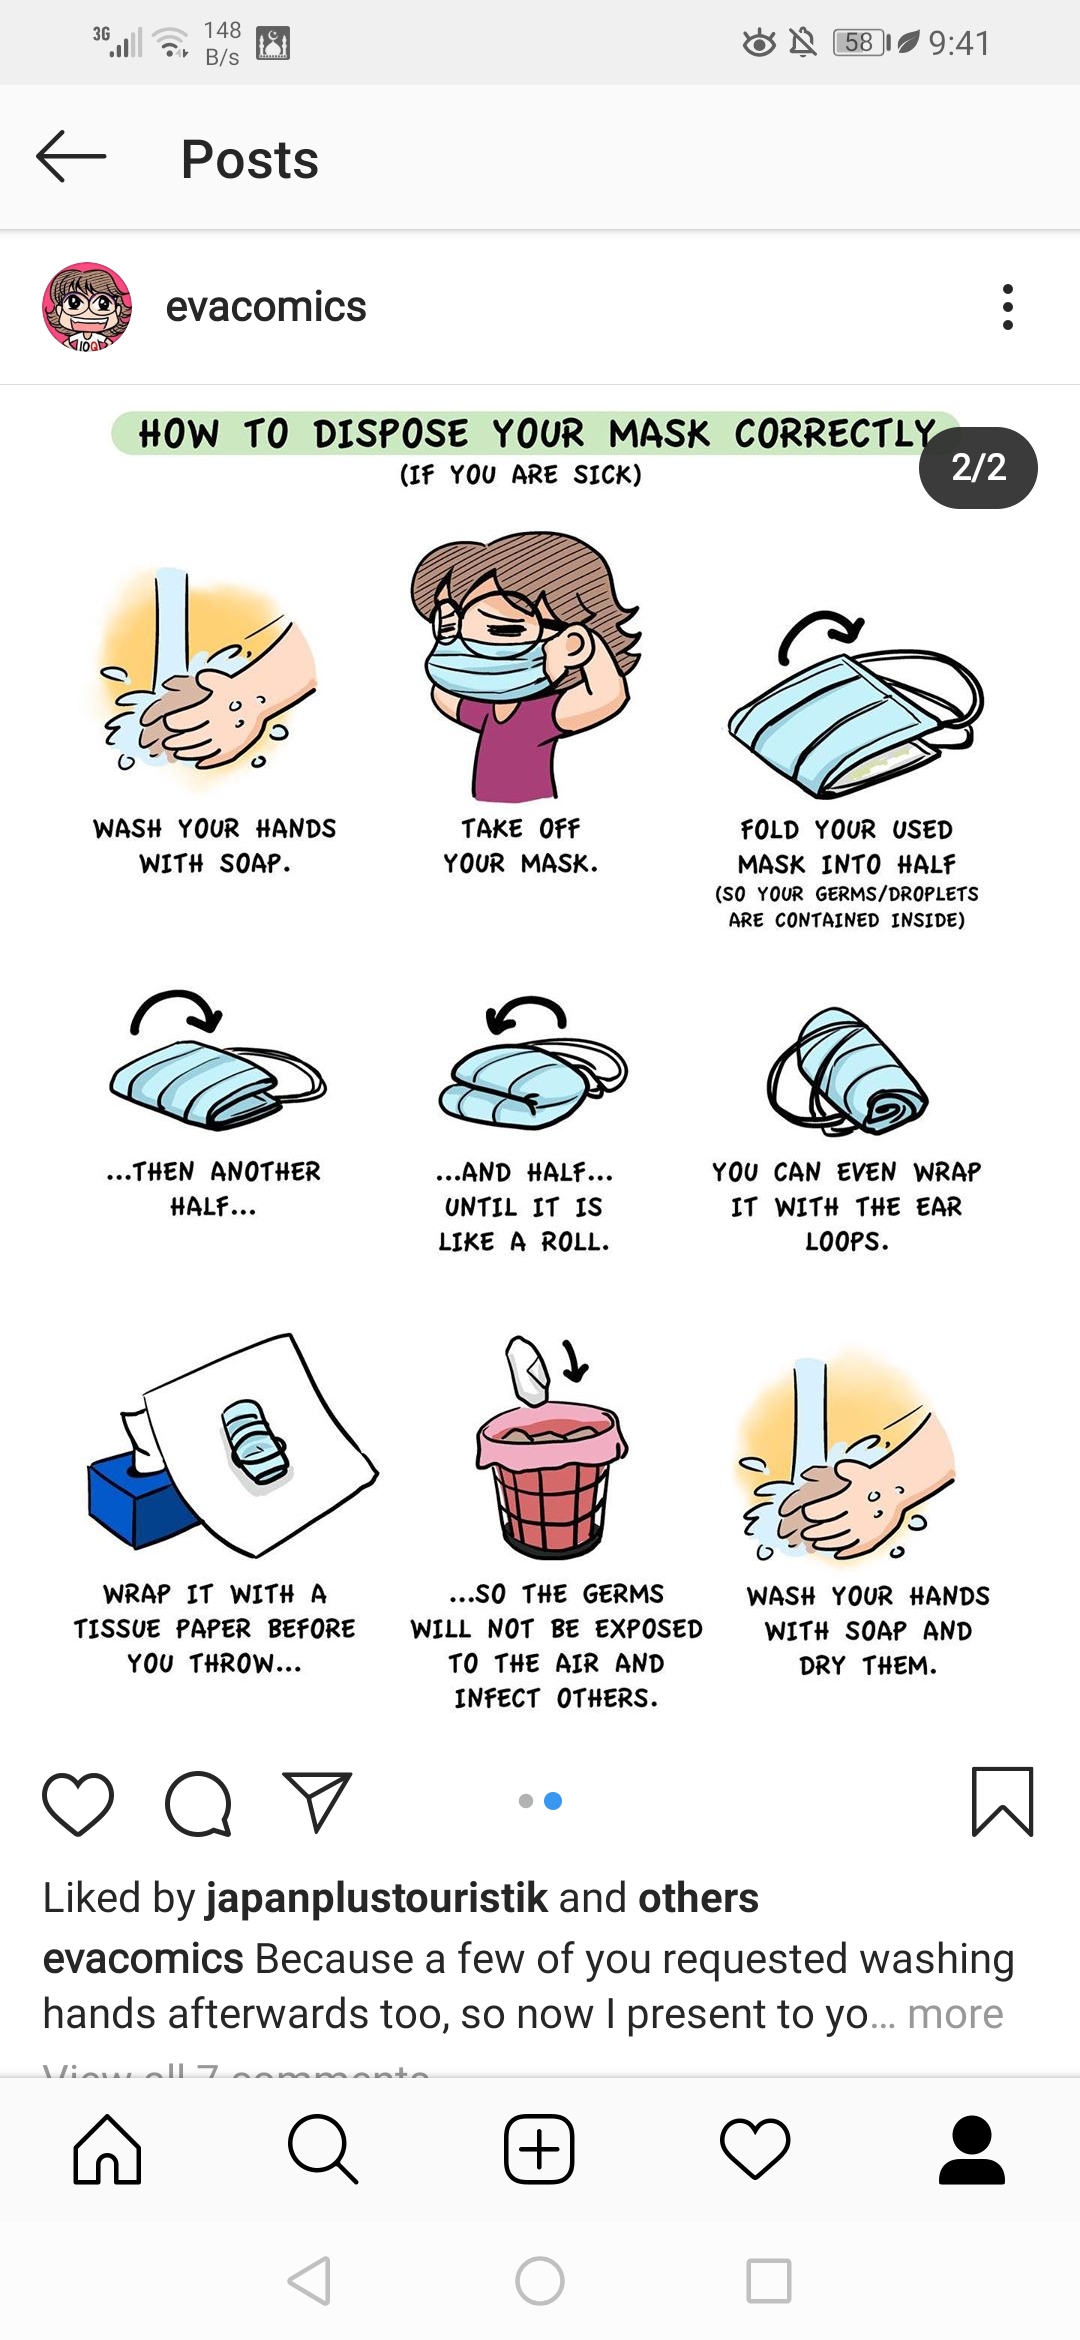 3G 148 B/s 58 9:41
Posts
evacomics
HOW TO DISPOSE YOUR MASK CORRECTLY
(IF YOU ARE SICK)
2/2
WASH YOUR HANDS
WITH SOAP.
TAKE OFF
YOUR MASK.
FOLD YOUR USED
MASK INTO HALF
(SO YOUR GERMS/DROPLETS
ARE CONTAINED INSIDE)
...THEN ANOTHER
HALF...
...AND HALF...
UNTIL IT IS
LIKE A ROLL.
YOU CAN EVEN WRAP
IT WITH THE EAR
LOOPS.
WRAP IT WITH A
TISSUE PAPER BEFORE
YOU THROW...
...SO THE GERMS
WILL NOT BE EXPOSED
TO THE AIR AND
INFECT OTHERS.
WASH YOUR HANDS
WITH SOAP AND
DRY THEM.
Liked by japanplustouristik and others
evacomics Because a few of you requested washing
hands afterwards too, so now I present to yo... more
View all 7 comments